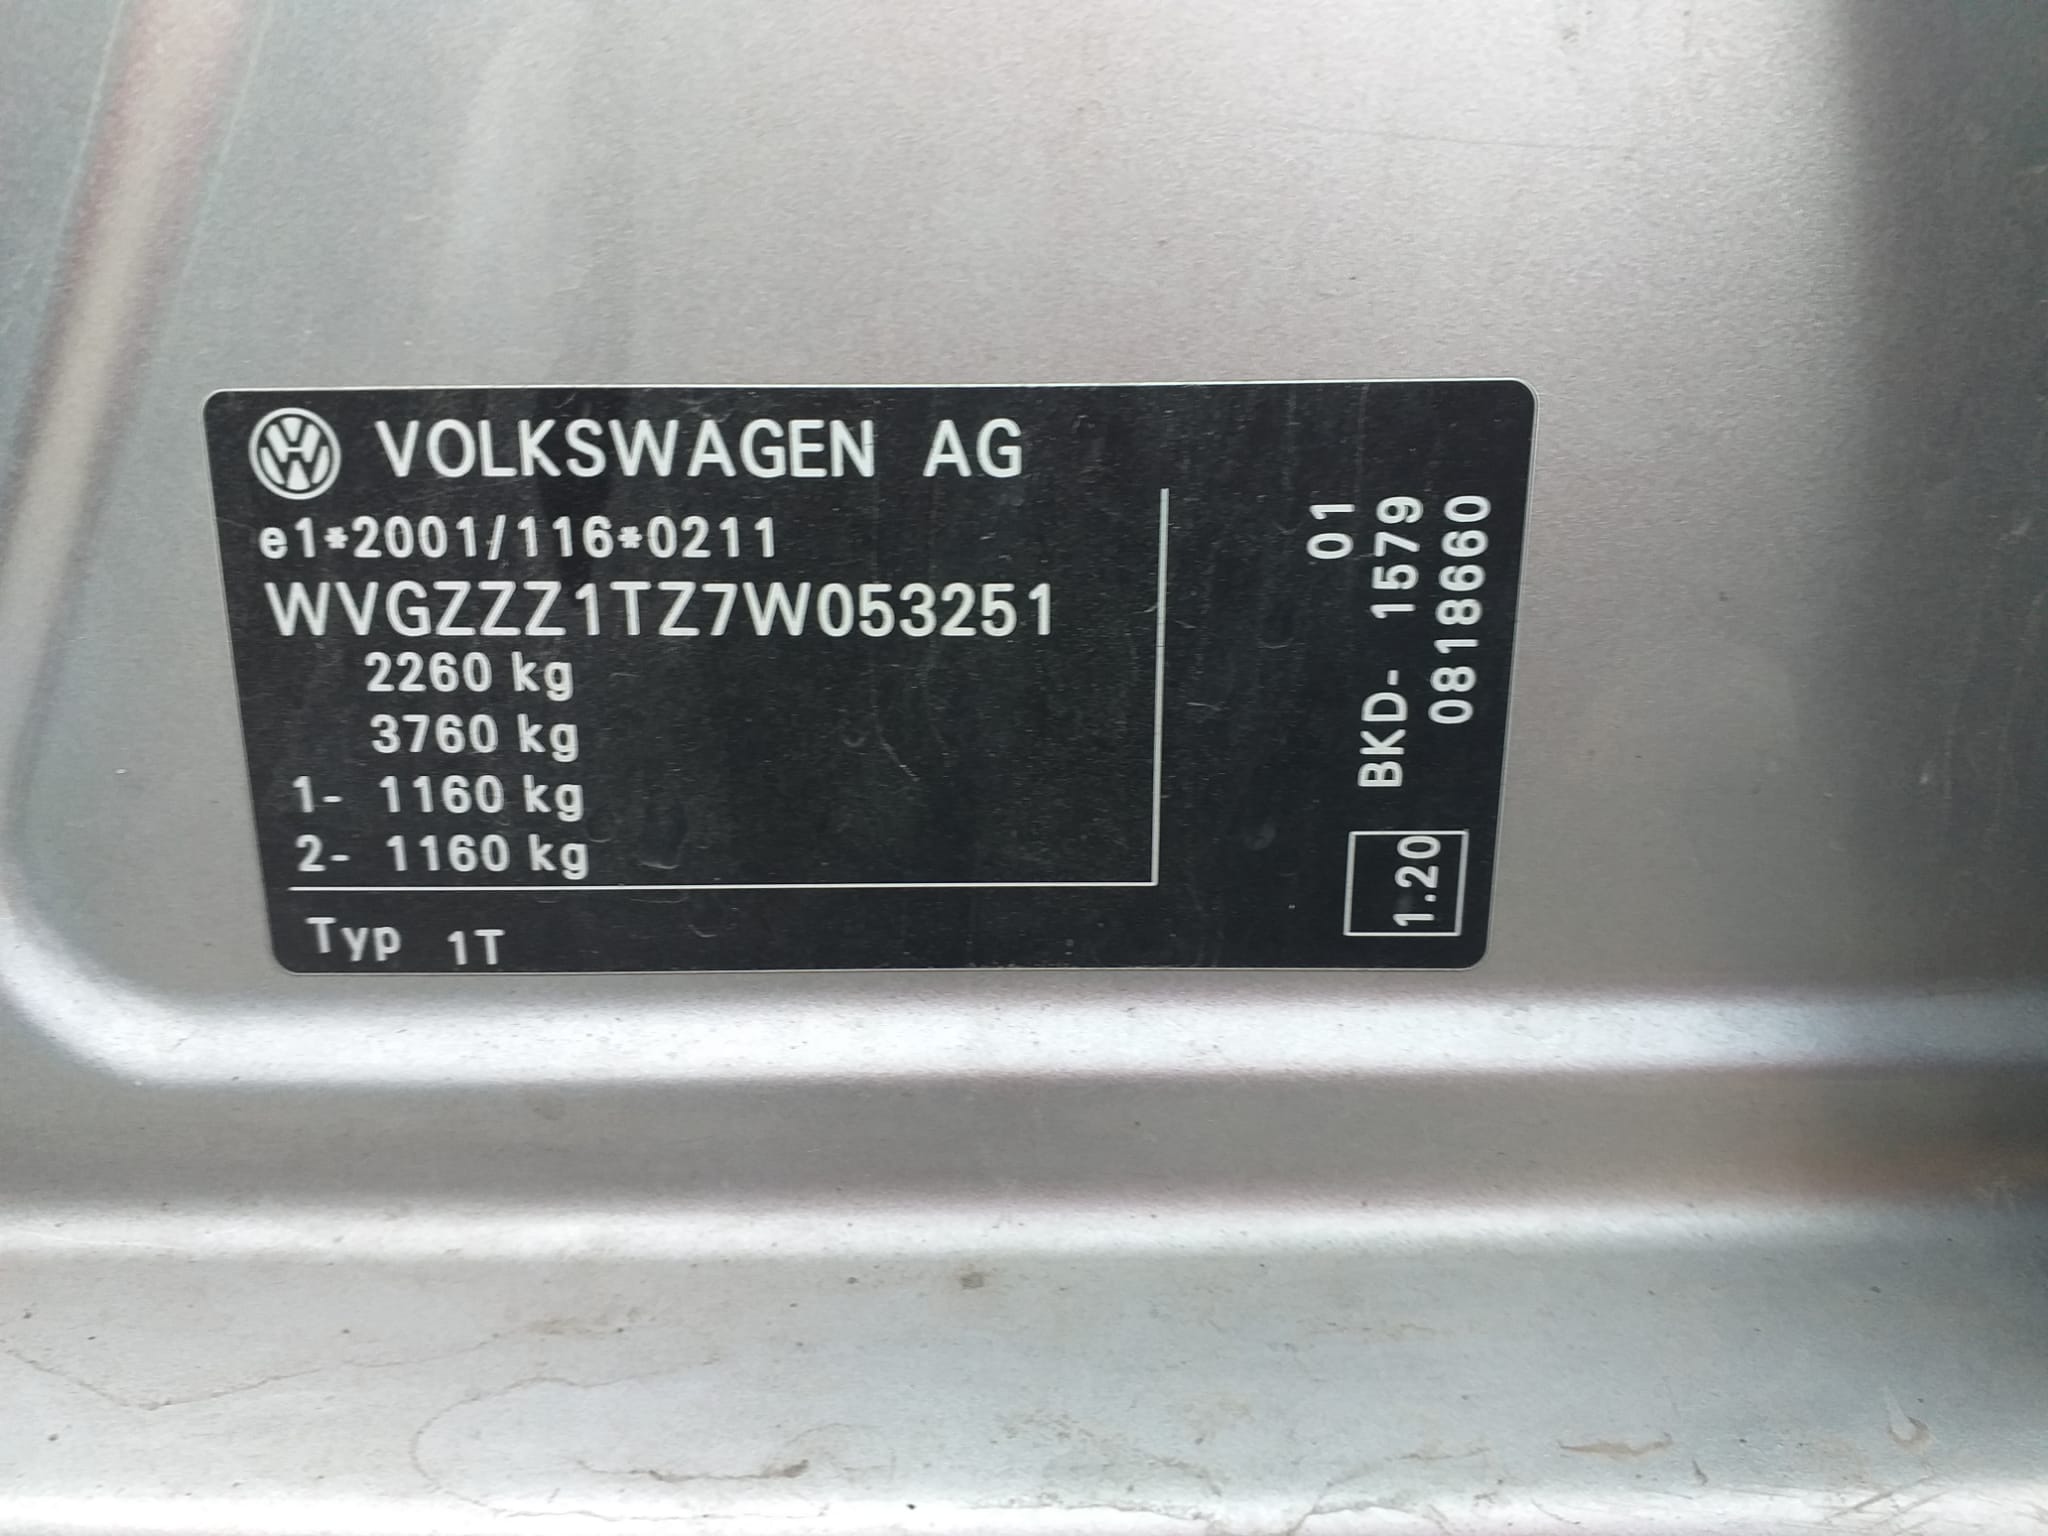 VOLKSWAGEN AG
e1*2001/116*0211
WVGZZZ1TZ7W053251
2260 kg
3760 kg
1- 1160 kg
2- 1160 kg
Typ 1T
01
BKD- 1579
0818660
1.20